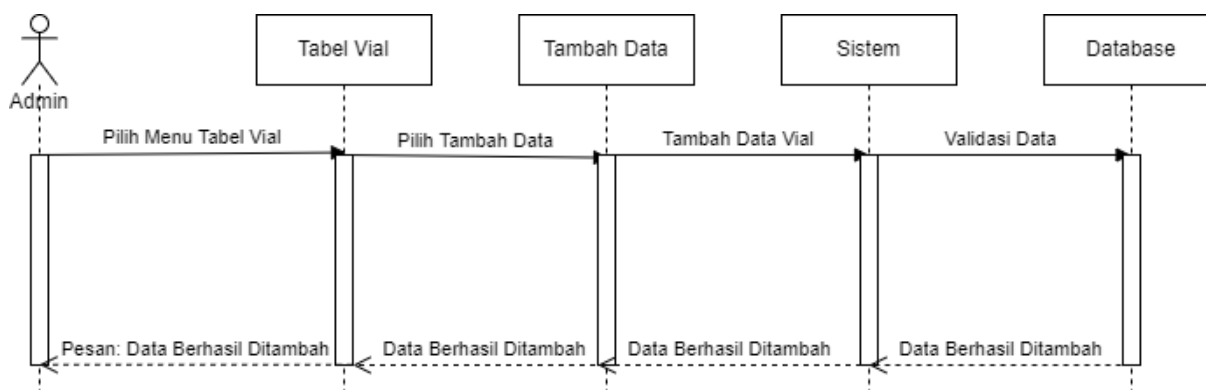 Tabel Vial
Tambah Data
Sistem
Database
Admin
Pilih Menu Tabel Vial
Pilih Tambah Data
Tambah Data Vial
Validasi Data
Pesan: Data Berhasil Ditambah
Data Berhasil Ditambah
Data Berhasil Ditambah
Data Berhasil Ditambah